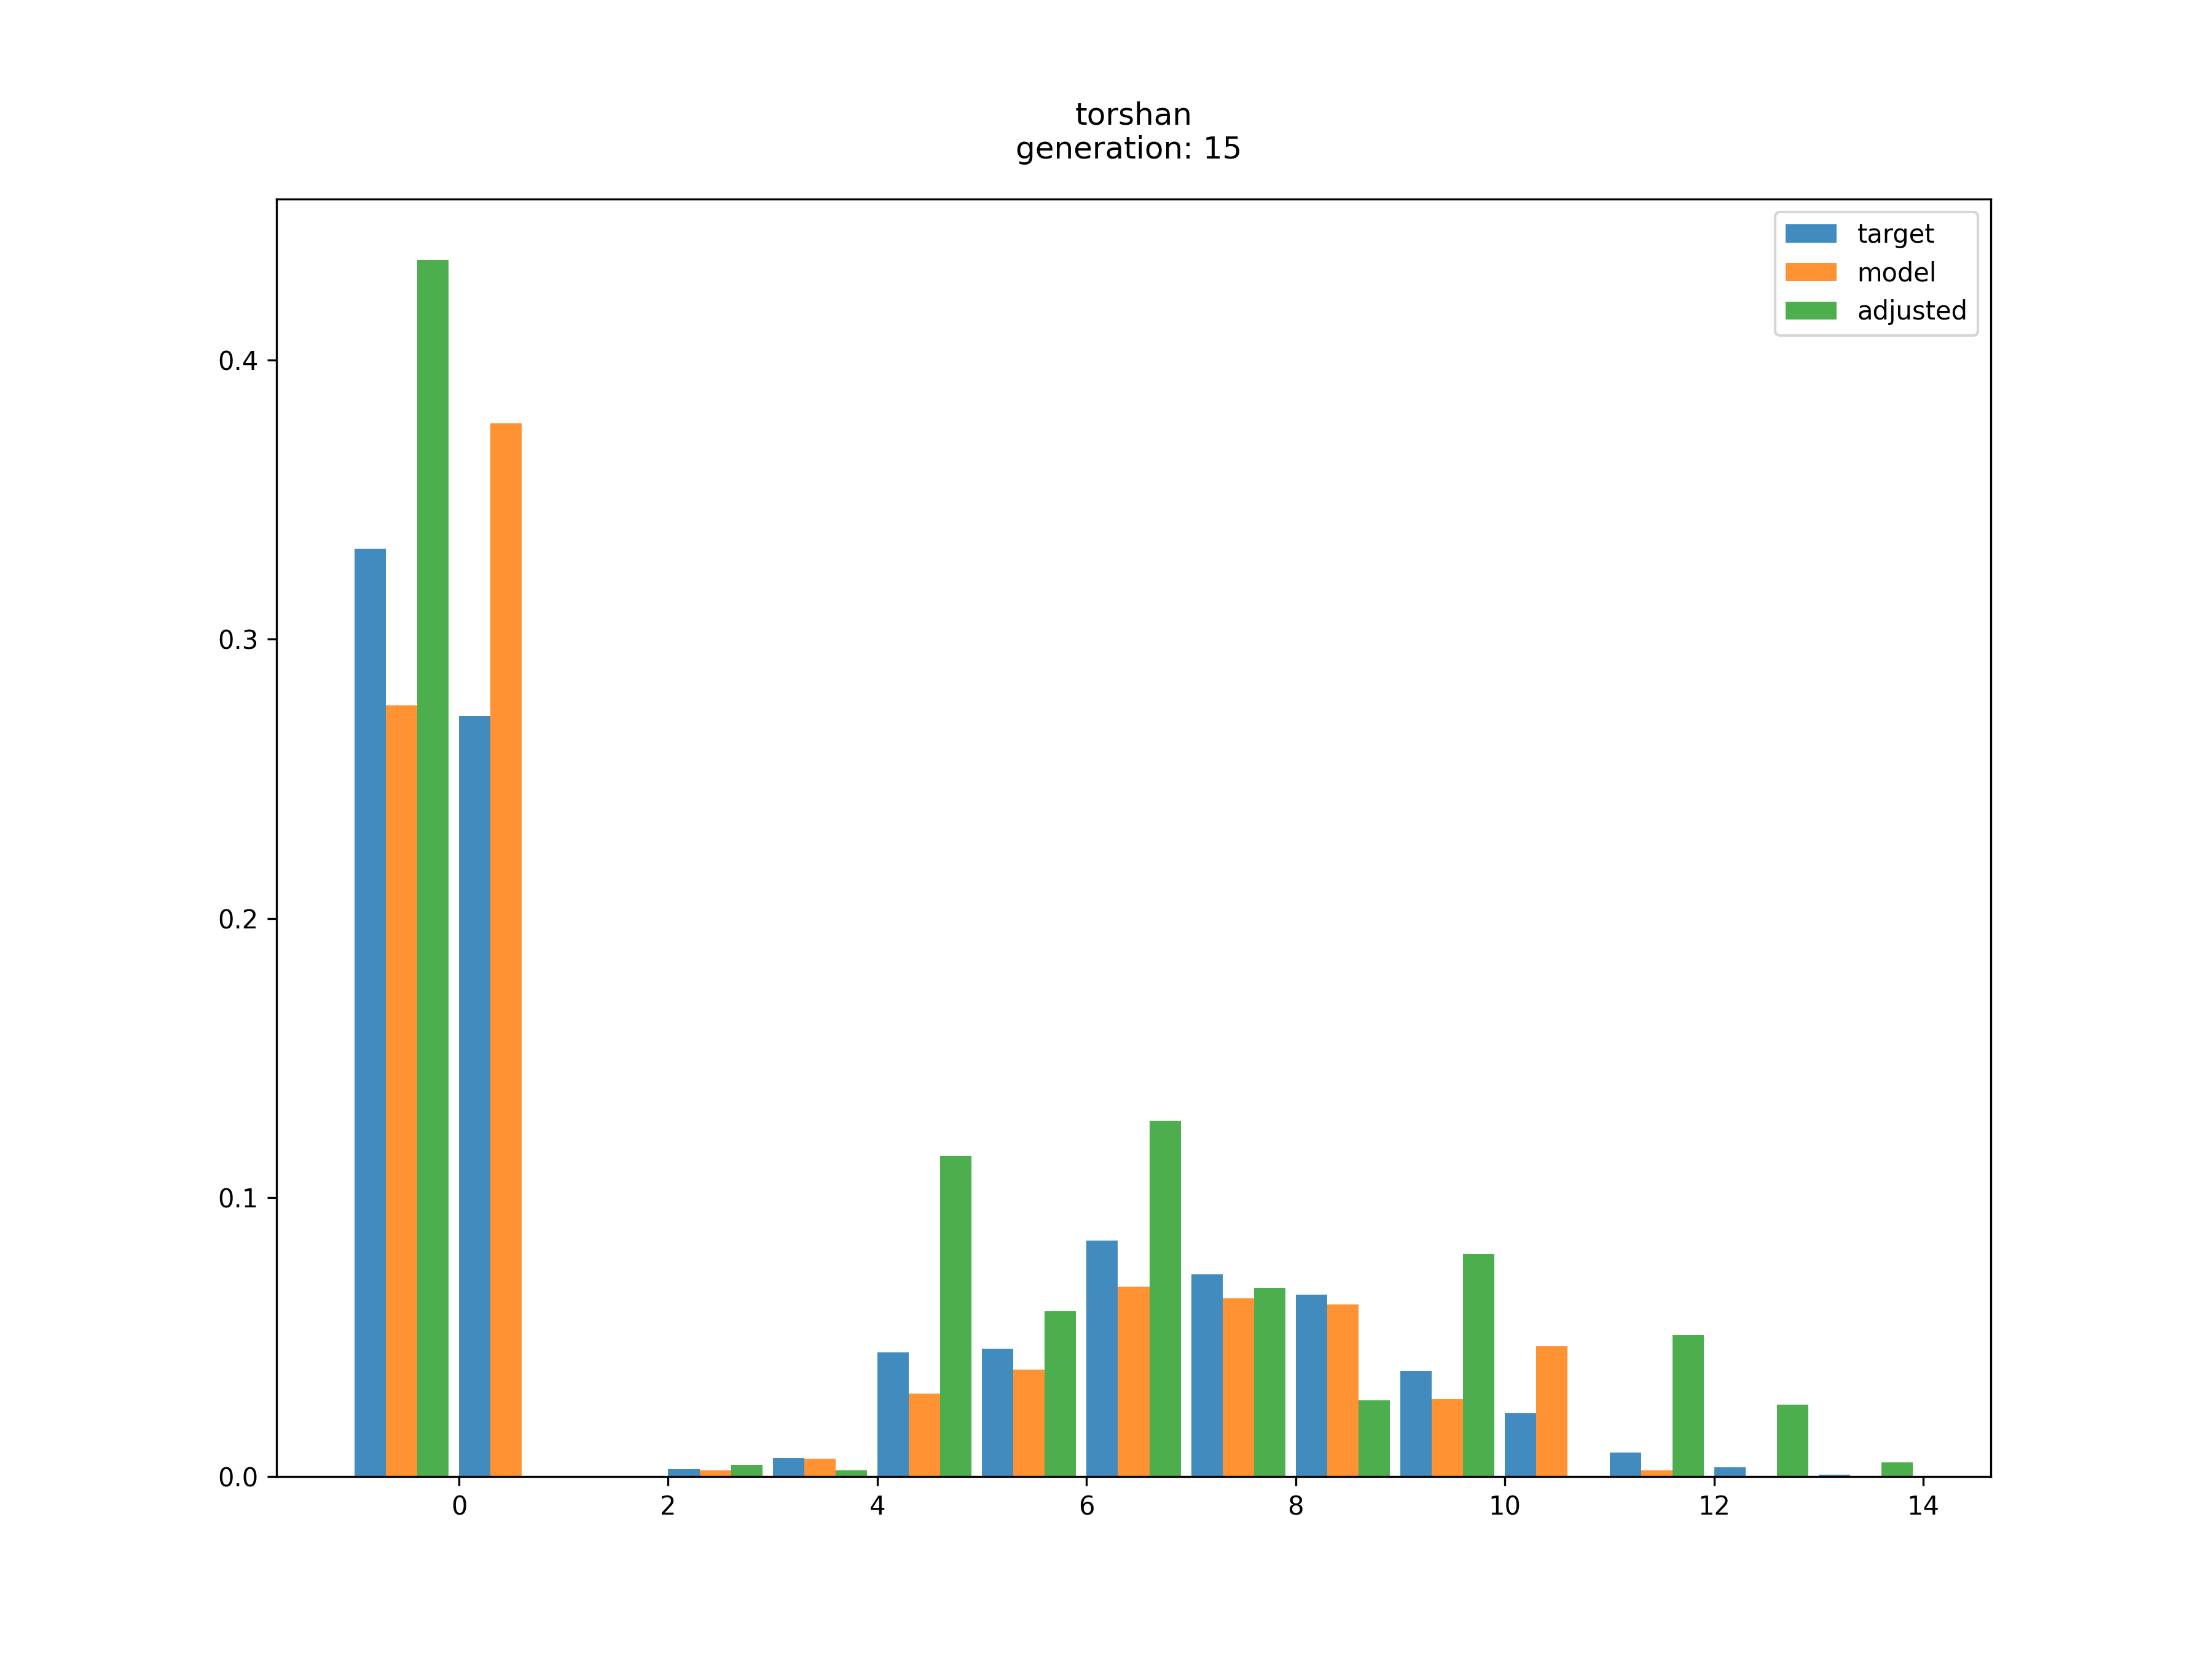 torshan
generation: 15
target
model
adjusted
0.4
0.3
0.2
0.1
0.0
0 2 4 6 8 10 12 14